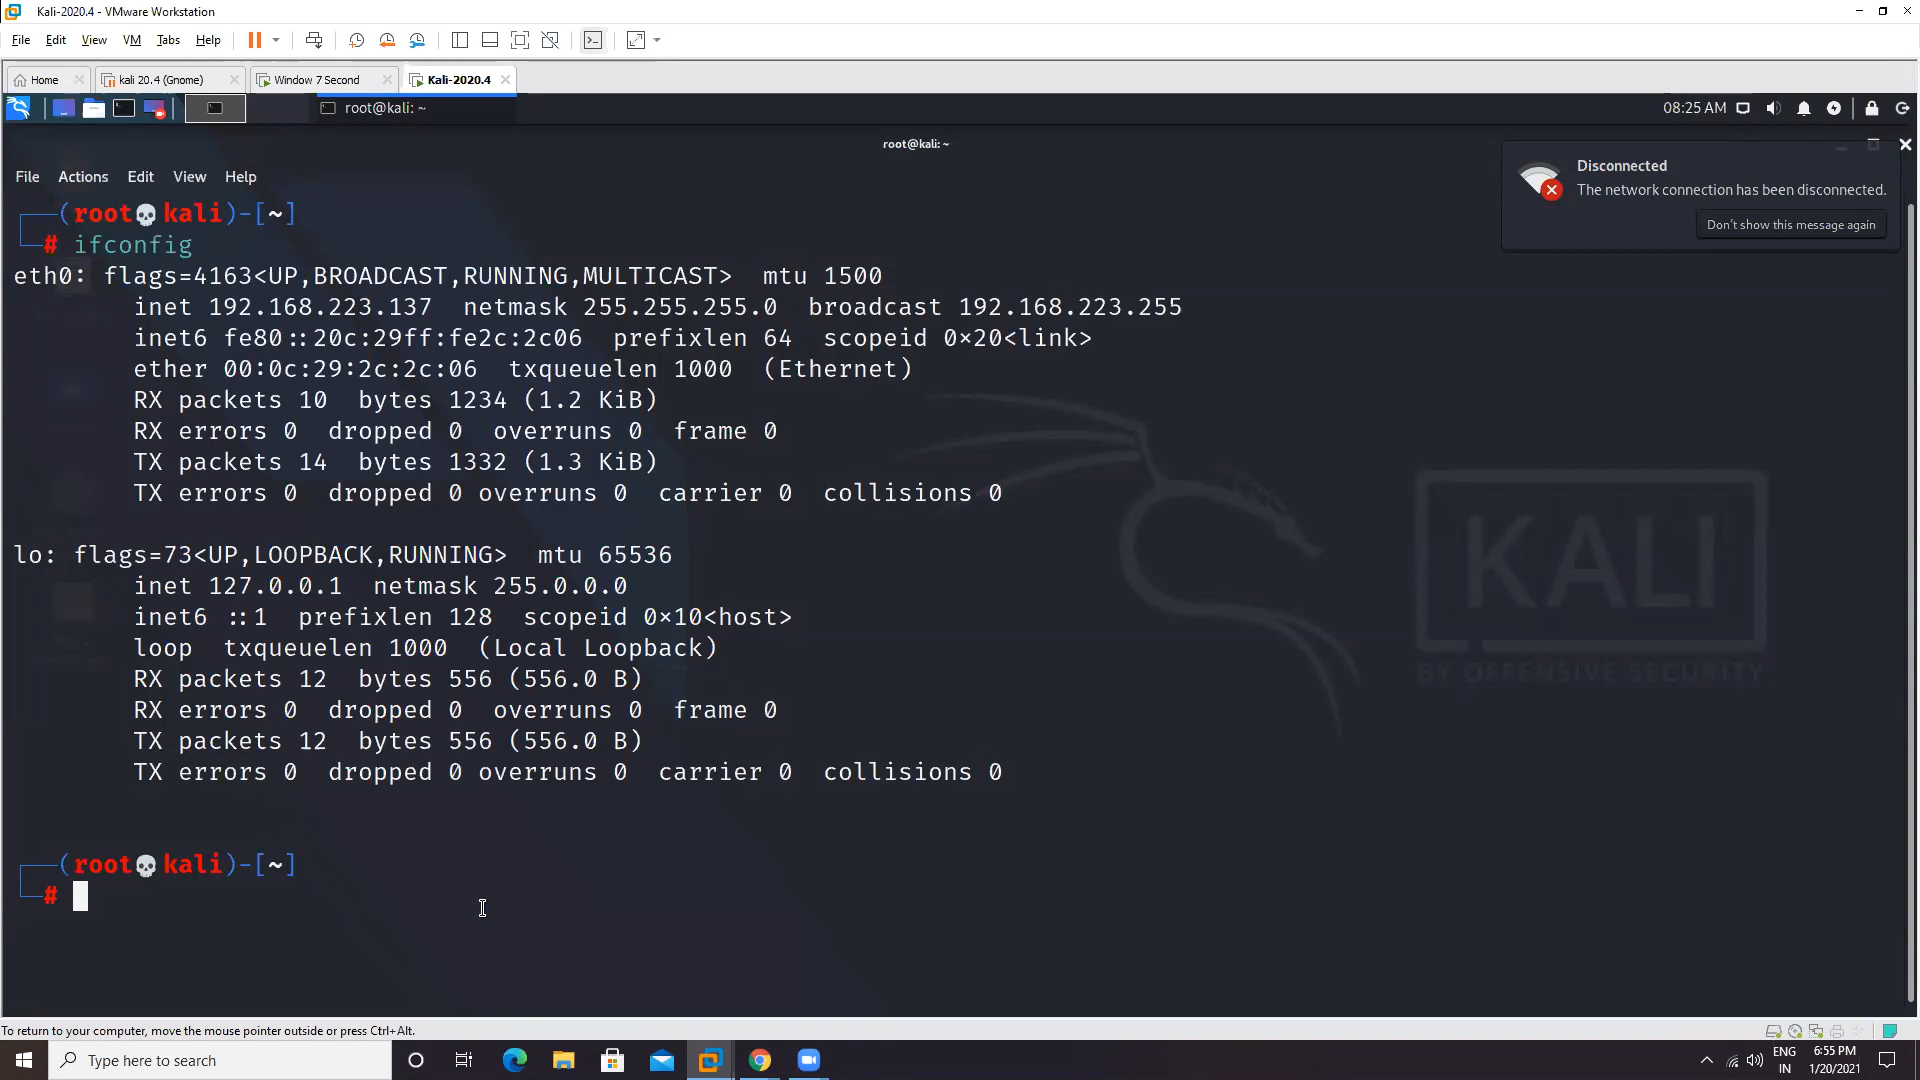 Kali-2020.4 - VMware Workstation
File Edit View VM Tabs Help
Home kali 20.4 (Gnome) Window 7 Second Kali-2020.4
root@kali: ~ 08:25 AM
root@kali: ~
Disconnected
The network connection has been disconnected.
Don't show this message again
File Actions Edit View Help
(root💀kali)-[~]
# ifconfig
eth0: flags=4163<UP,BROADCAST,RUNNING,MULTICAST>  mtu 1500
inet 192.168.223.137  netmask 255.255.255.0  broadcast 192.168.223.255
inet6 fe80::20c:29ff:fe2c:2c06  prefixlen 64  scopeid 0×20<link>
ether 00:0c:29:2c:2c:06  txqueuelen 1000  (Ethernet)
RX packets 10  bytes 1234 (1.2 KiB)
RX errors 0  dropped 0  overruns 0  frame 0
TX packets 14  bytes 1332 (1.3 KiB)
TX errors 0  dropped 0 overruns 0  carrier 0  collisions 0
lo: flags=73<UP,LOOPBACK,RUNNING>  mtu 65536
inet 127.0.0.1  netmask 255.0.0.0
inet6 ::1  prefixlen 128  scopeid 0×10<host>
loop  txqueuelen 1000  (Local Loopback)
RX packets 12  bytes 556 (556.0 B)
RX errors 0  dropped 0  overruns 0  frame 0
TX packets 12  bytes 556 (556.0 B)
TX errors 0  dropped 0 overruns 0  carrier 0  collisions 0
KALI
BY OFFENSIVE SECURITY
(root💀kali)-[~]
#
To return to your computer, move the mouse pointer outside or press Ctrl+Alt.
Type here to search
ENG
IN
6:55 PM
1/20/2021